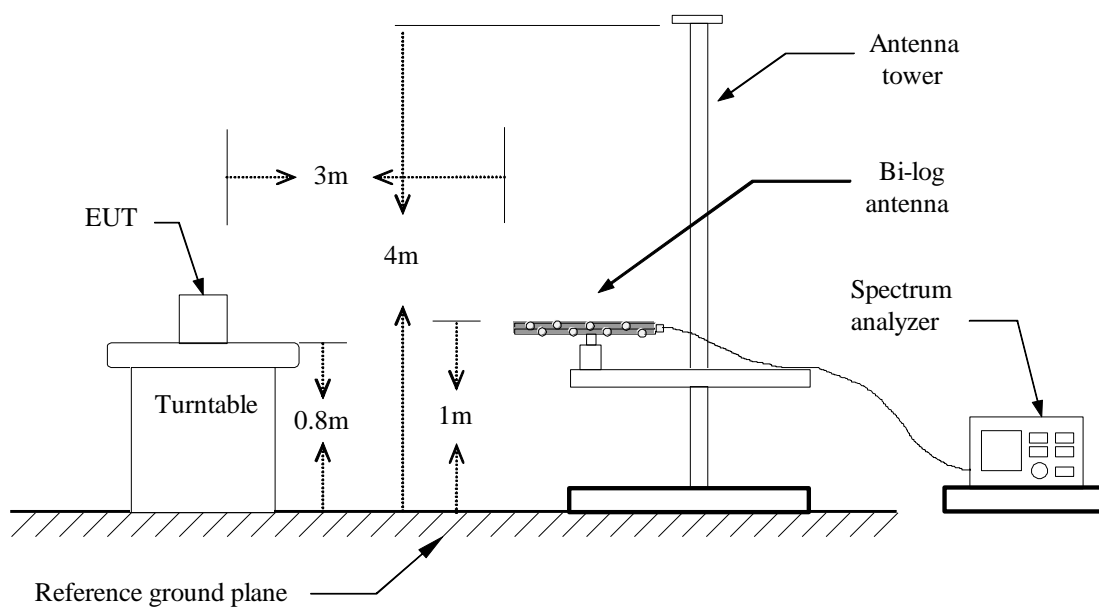 Antenna
tower
3m
Bi-log
antenna
EUT
4m
Spectrum
analyzer
Turntable
0.8m
1m
Reference ground plane